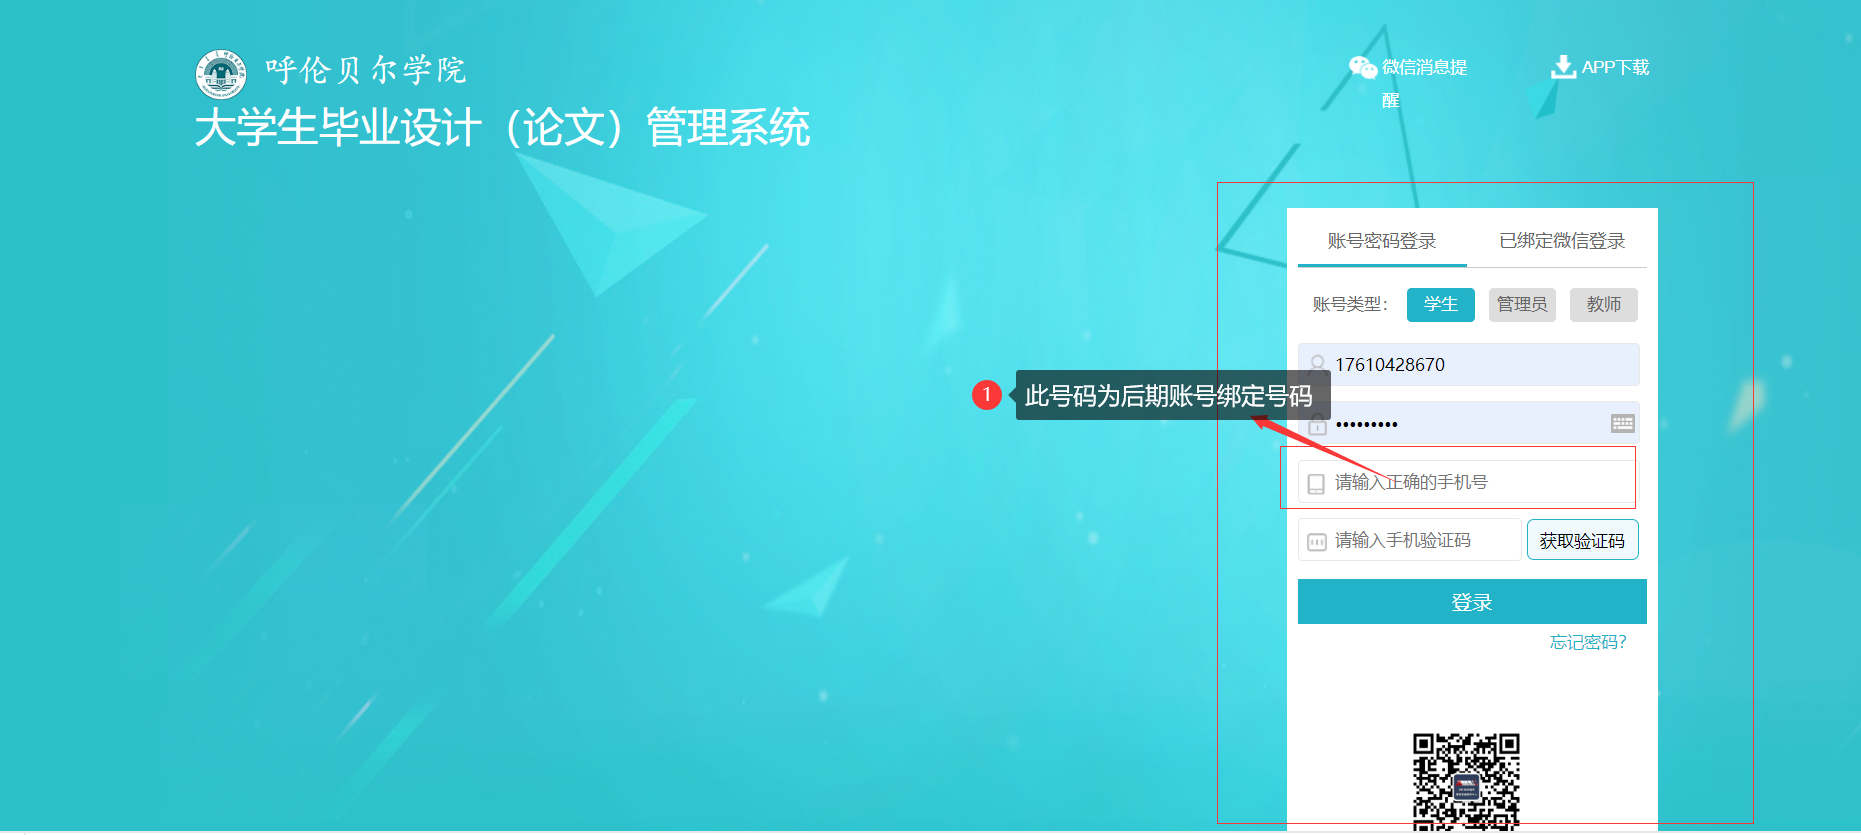 呼伦贝尔学院
大学生毕业设计（论文）管理系统
微信消息提
醒
APP下载
账号密码登录
已绑定微信登录
账号类型：
学生
管理员
教师
17610428670
1
此号码为后期账号绑定号码
•••••••••
请输入正确的手机号
请输入手机验证码
获取验证码
登录
忘记密码?